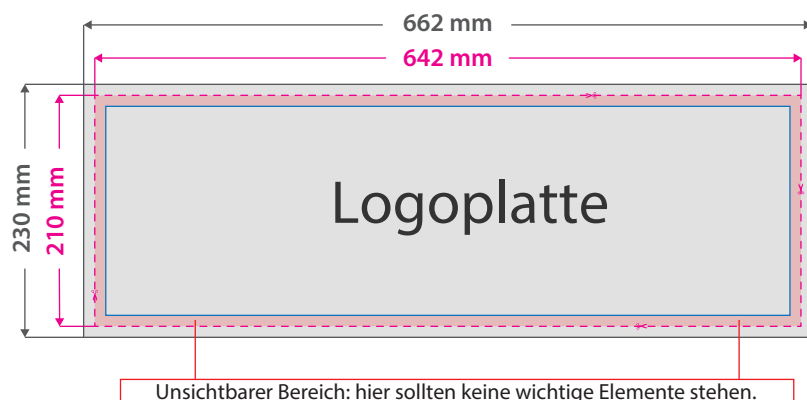 662 mm
642 mm
230 mm
210 mm
Logoplatte
Unsichtbarer Bereich: hier sollten keine wichtige Elemente stehen.